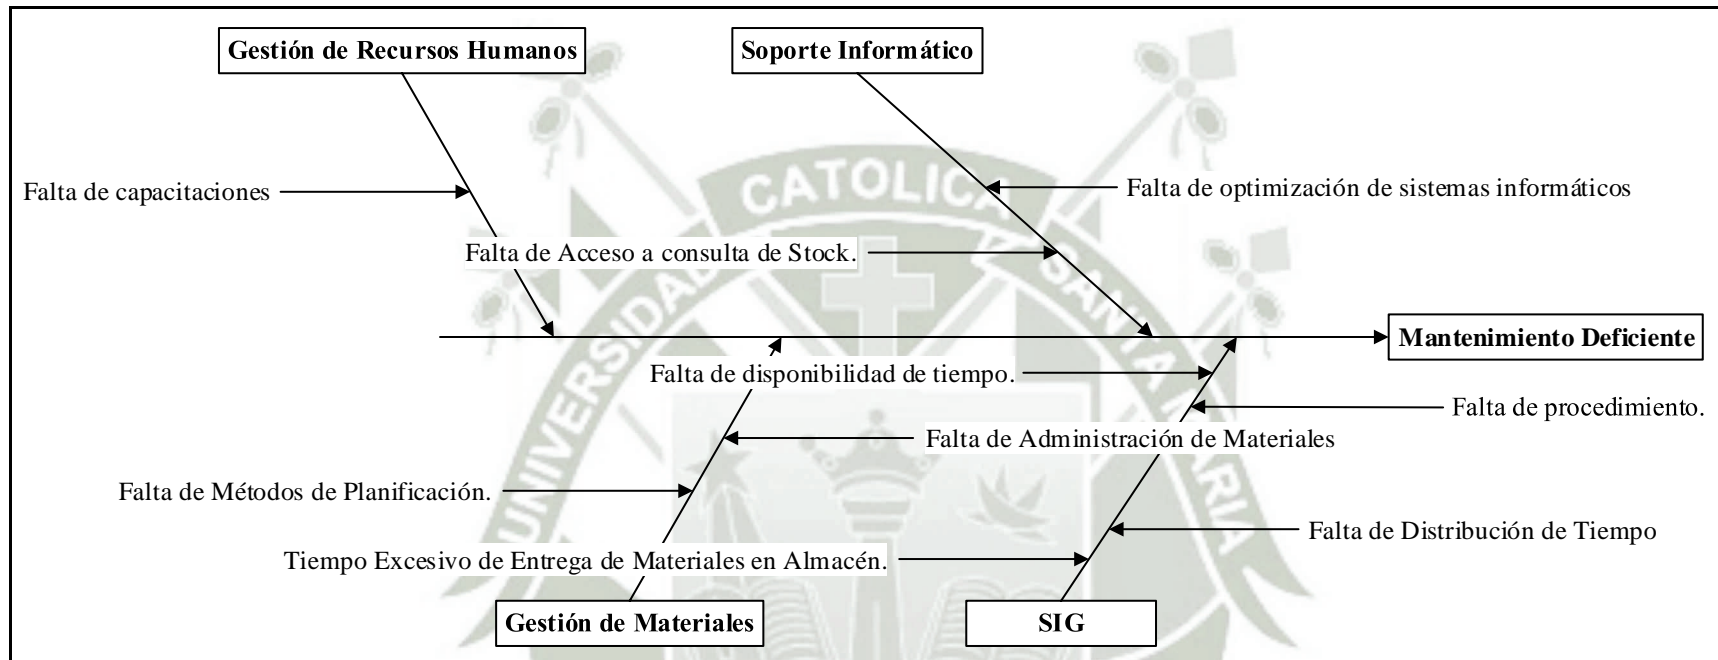 Gestión de Recursos Humanos
Soporte Informático
Falta de capacitaciones
Falta de optimización de sistemas informáticos
Falta de Acceso a consulta de Stock.
Mantenimiento Deficiente
Falta de disponibilidad de tiempo.
Falta de procedimiento.
Falta de Administración de Materiales
Falta de Métodos de Planificación.
Falta de Distribución de Tiempo
Tiempo Excesivo de Entrega de Materiales en Almacén.
Gestión de Materiales
SIG
UNIVERSIDAD CATOLICA SANTA MARIA